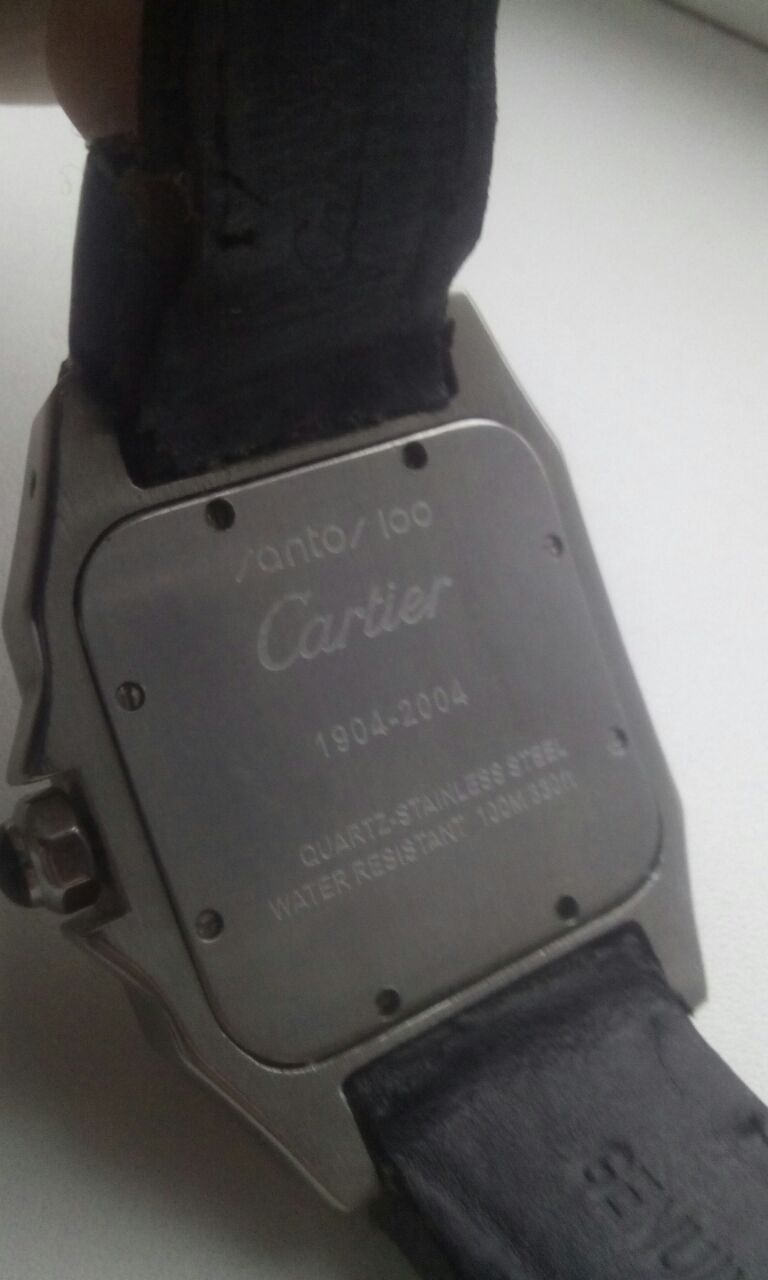 Santos 100
Cartier
1904-2004
QUARTZ-STAINLESS STEEL
WATER RESISTANT 100M/330ft